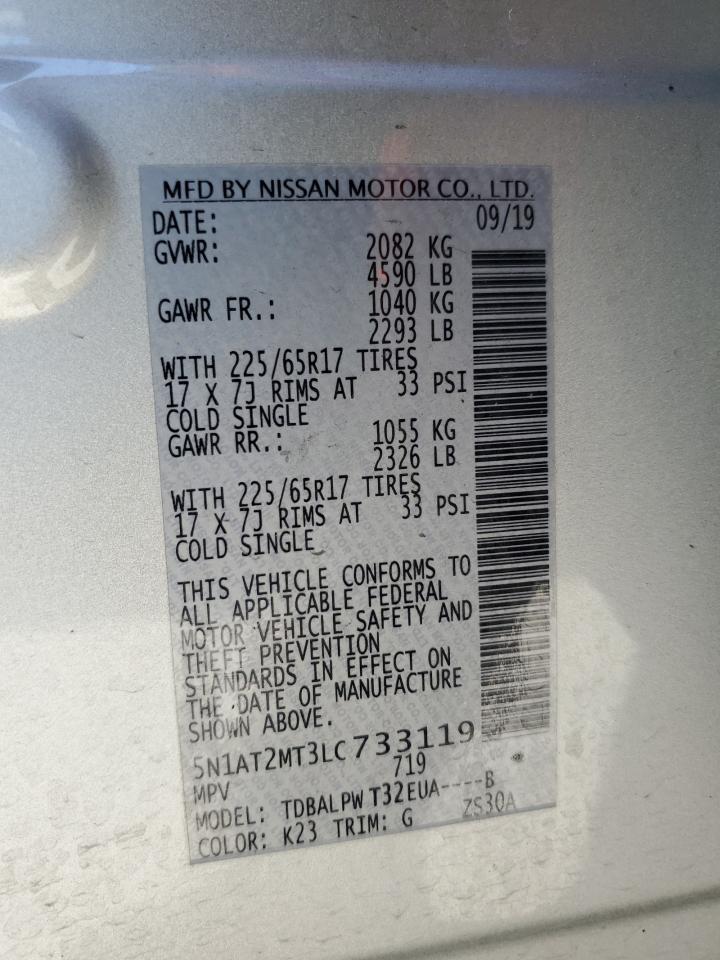 MFD BY NISSAN MOTOR CO., LTD.
DATE: 09/19
GVWR: 2082 KG
4590 LB
GAWR FR.: 1040 KG
2293 LB
WITH 225/65R17 TIRES
17 X 7J RIMS AT 33 PSI
COLD SINGLE
GAWR RR.: 1055 KG
2326 LB
WITH 225/65R17 TIRES
17 X 7J RIMS AT 33 PSI
COLD SINGLE
THIS VEHICLE CONFORMS TO
ALL APPLICABLE FEDERAL
MOTOR VEHICLE SAFETY AND
THEFT PREVENTION
STANDARDS IN EFFECT ON
THE DATE OF MANUFACTURE
SHOWN ABOVE.
5N1AT2MT3LC733119
MPV 719
MODEL: TDBALPW T32EUA----B
COLOR: K23 TRIM: G ZS30A